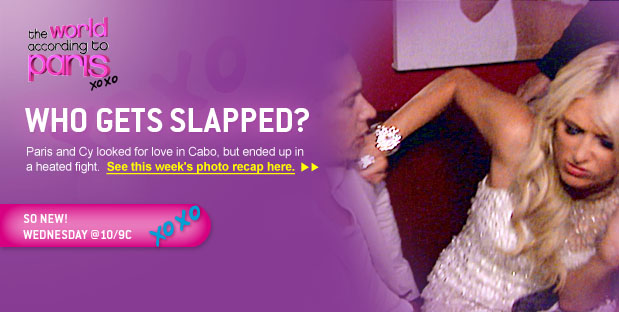 the world
according to
paris
xoxo
XOXO
WHO GETS SLAPPED?
Paris and Cy looked for love in Cabo, but ended up in
a heated fight. See this week's photo recap here.
SO NEW!
WEDNESDAY @10/9C
XOXO